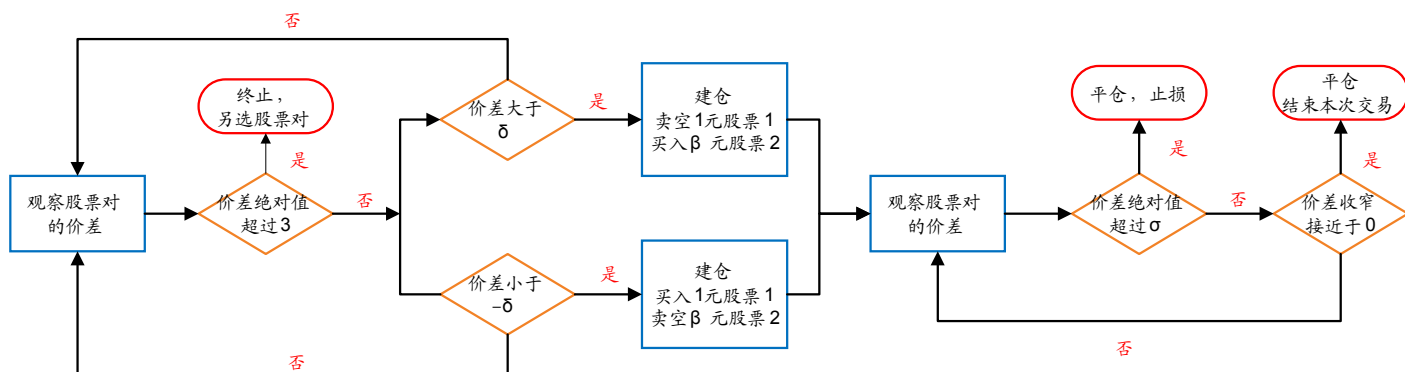 否
终止，
另选股票对
是
观察股票对
的价差
价差绝对值
超过3
否
价差大于
δ
是
建仓
卖空1元股票1
买入β 元股票2
价差小于
−δ
是
建仓
买入1元股票1
卖空β 元股票2
否
观察股票对
的价差
平仓，止损
是
价差绝对值
超过σ
否
平仓
结束本次交易
是
价差收窄
接近于0
否